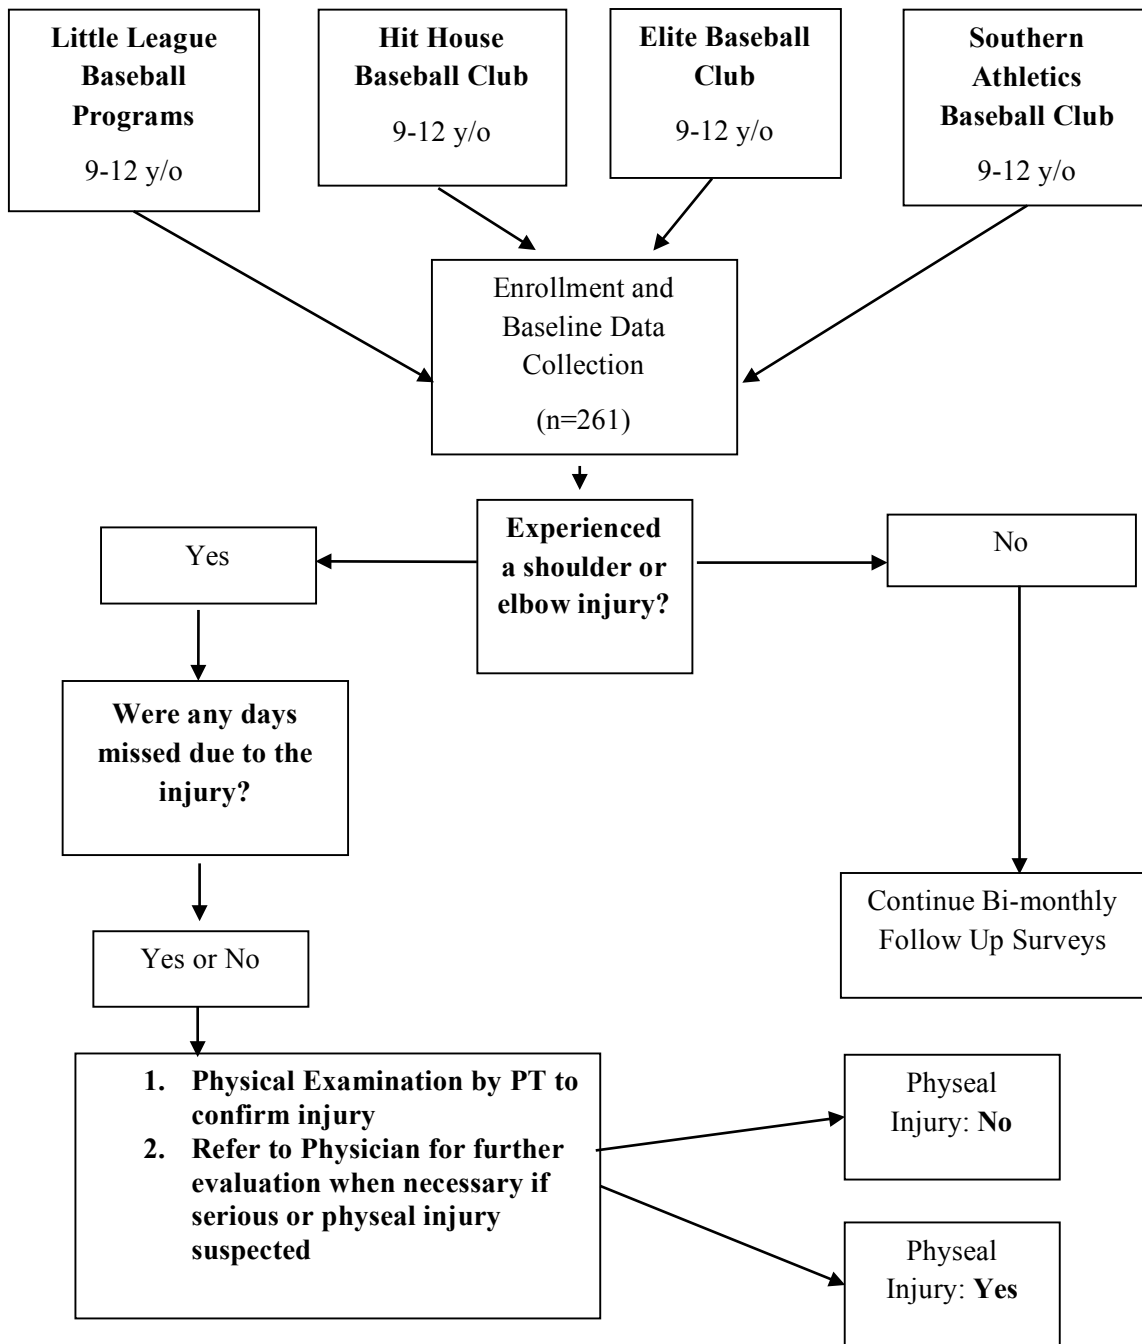 Little League
Baseball
Programs
9-12 y/o
Hit House
Baseball Club
9-12 y/o
Elite Baseball
Club
9-12 y/o
Southern
Athletics
Baseball Club
9-12 y/o
Enrollment and
Baseline Data
Collection
(n=261)
Experienced
a shoulder or
elbow injury?
Yes
No
Were any days
missed due to the
injury?
Continue Bi-monthly
Follow Up Surveys
Yes or No
1. Physical Examination by PT to
confirm injury
2. Refer to Physician for further
evaluation when necessary if
serious or physeal injury
suspected
Physeal
Injury: No
Physeal
Injury: Yes